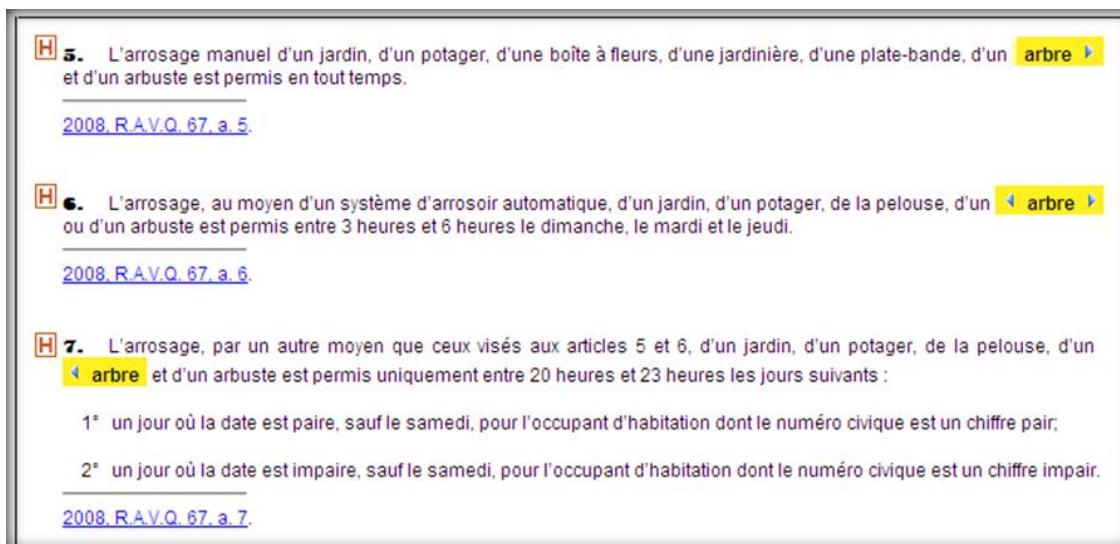 H 5. L'arrosage manuel d'un jardin, d'un potager, d'une boîte à fleurs, d'une jardinière, d'une plate-bande, d'un arbre
et d'un arbuste est permis en tout temps.
2008, R.A.V.Q. 67, a. 5.
H 6. L'arrosage, au moyen d'un système d'arrosoir automatique, d'un jardin, d'un potager, de la pelouse, d'un arbre
ou d'un arbuste est permis entre 3 heures et 6 heures le dimanche, le mardi et le jeudi.
2008, R.A.V.Q. 67, a. 6.
H 7. L'arrosage, par un autre moyen que ceux visés aux articles 5 et 6, d'un jardin, d'un potager, de la pelouse, d'un
arbre et d'un arbuste est permis uniquement entre 20 heures et 23 heures les jours suivants :
1° un jour où la date est paire, sauf le samedi, pour l'occupant d'habitation dont le numéro civique est un chiffre pair;
2° un jour où la date est impaire, sauf le samedi, pour l'occupant d'habitation dont le numéro civique est un chiffre impair.
2008, R.A.V.Q. 67, a. 7.